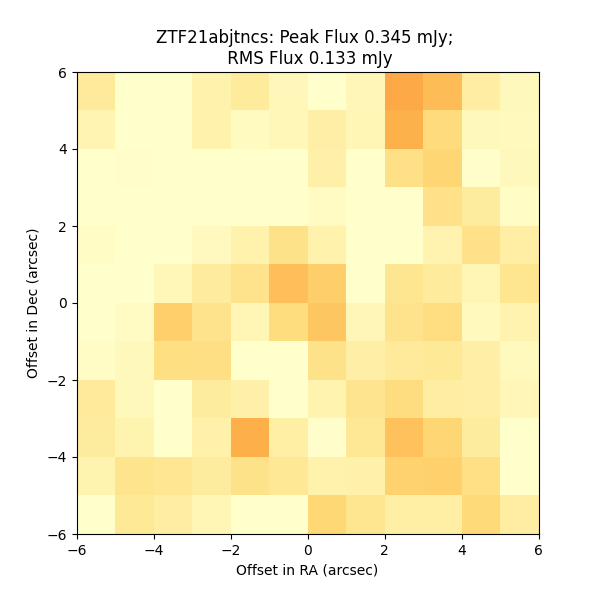 ZTF21abjtncs: Peak Flux 0.345 mJy;
RMS Flux 0.133 mJy
6
4
2
0
−2
−4
−6
Offset in Dec (arcsec)
−6 −4 −2 0 2 4 6
Offset in RA (arcsec)